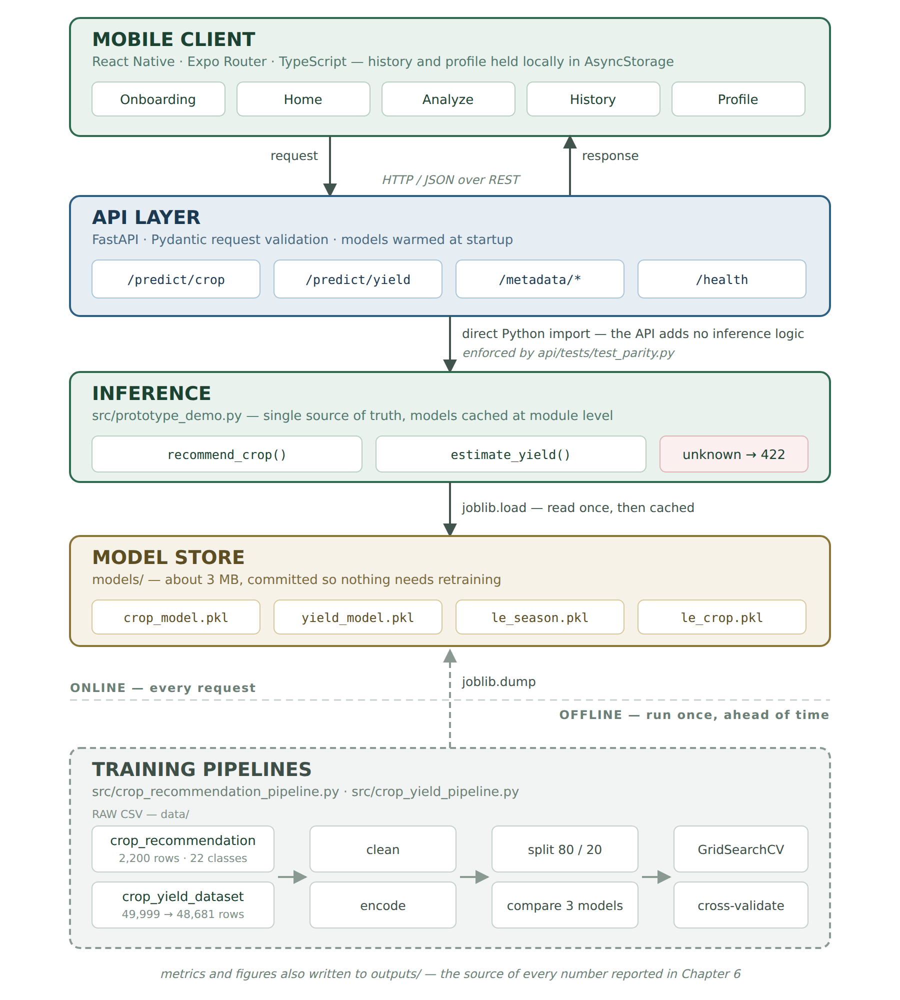 MOBILE CLIENT
React Native · Expo Router · TypeScript — history and profile held locally in AsyncStorage
Onboarding
Home
Analyze
History
Profile
request
response
HTTP / JSON over REST
API LAYER
FastAPI · Pydantic request validation · models warmed at startup
/predict/crop
/predict/yield
/metadata/*
/health
direct Python import — the API adds no inference logic
enforced by api/tests/test_parity.py
INFERENCE
src/prototype_demo.py — single source of truth, models cached at module level
recommend_crop()
estimate_yield()
unknown → 422
joblib.load — read once, then cached
MODEL STORE
models/ — about 3 MB, committed so nothing needs retraining
crop_model.pkl
yield_model.pkl
le_season.pkl
le_crop.pkl
joblib.dump
ONLINE — every request
OFFLINE — run once, ahead of time
TRAINING PIPELINES
src/crop_recommendation_pipeline.py · src/crop_yield_pipeline.py
RAW CSV — data/
crop_recommendation
2,200 rows · 22 classes
clean
split 80 / 20
GridSearchCV
crop_yield_dataset
49,999 → 48,681 rows
encode
compare 3 models
cross-validate
metrics and figures also written to outputs/ — the source of every number reported in Chapter 6